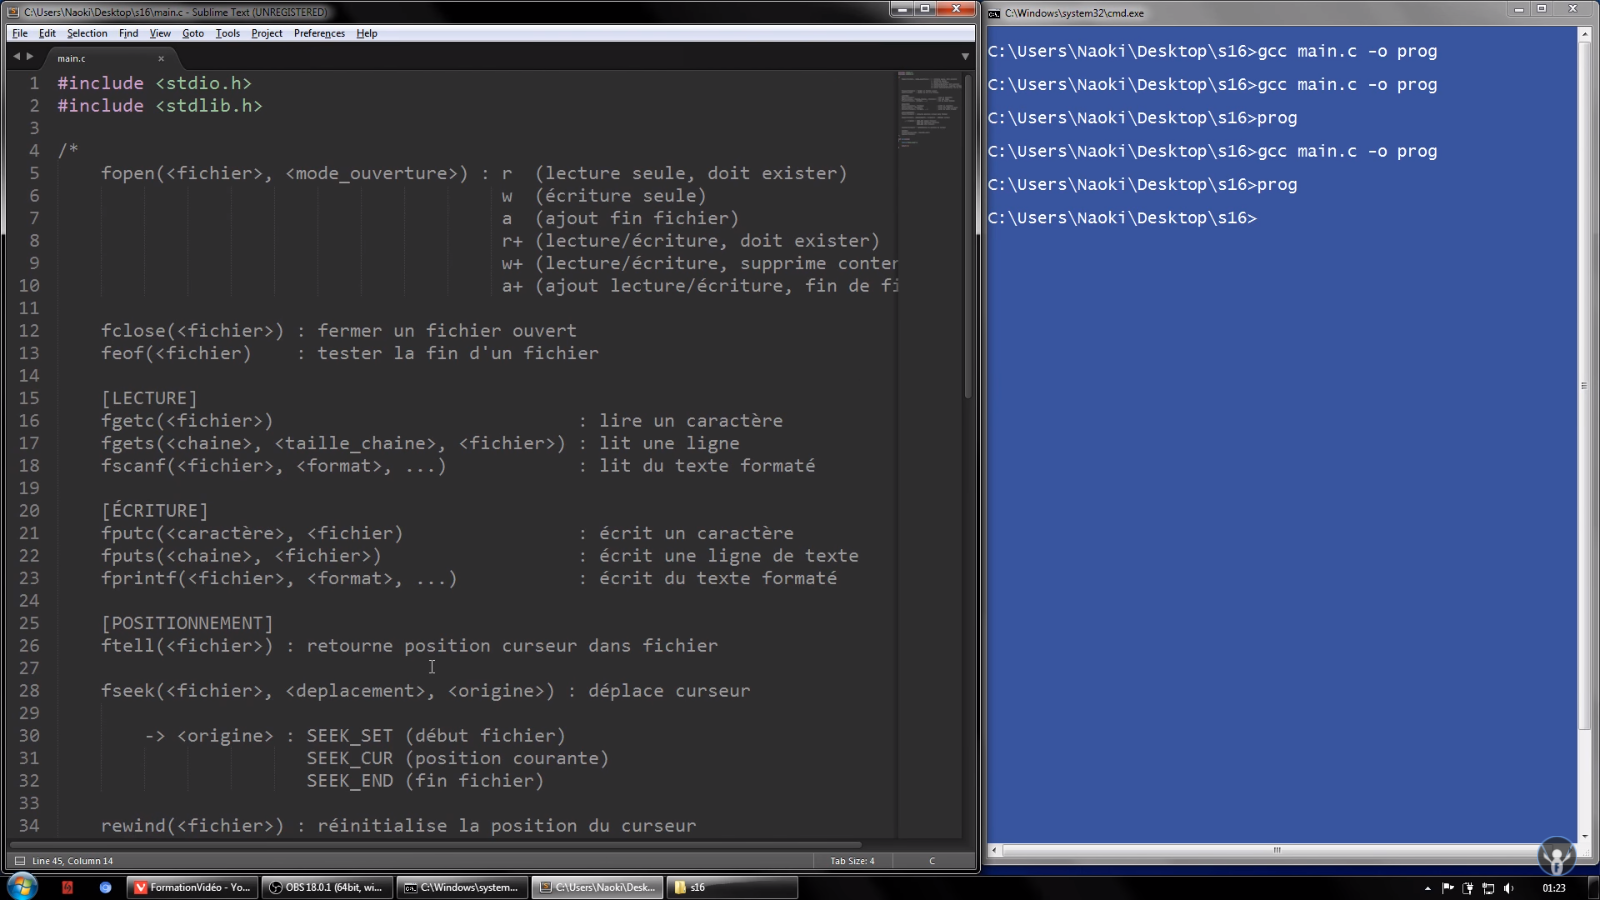 C:\Users\Naoki\Desktop\s16\main.c - Sublime Text (UNREGISTERED)
File Edit Selection Find View Goto Tools Project Preferences Help
main.c
1 #include <stdio.h>
2 #include <stdlib.h>
3
4 /*
5 fopen(<fichier>, <mode_ouverture>) : r (lecture seule, doit exister)
6 w (écriture seule)
7 a (ajout fin fichier)
8 r+ (lecture/écriture, doit exister)
9 w+ (lecture/écriture, supprime conten
10 a+ (ajout lecture/écriture, fin de fi
11
12 fclose(<fichier>) : fermer un fichier ouvert
13 feof(<fichier) : tester la fin d'un fichier
14
15 [LECTURE]
16 fgetc(<fichier>) : lire un caractère
17 fgets(<chaine>, <taille_chaine>, <fichier>) : lit une ligne
18 fscanf(<fichier>, <format>, ...) : lit du texte formaté
19
20 [ÉCRITURE]
21 fputc(<caractère>, <fichier) : écrit un caractère
22 fputs(<chaine>, <fichier>) : écrit une ligne de texte
23 fprintf(<fichier>, <format>, ...) : écrit du texte formaté
24
25 [POSITIONNEMENT]
26 ftell(<fichier>) : retourne position curseur dans fichier
27
28 fseek(<fichier>, <deplacement>, <origine>) : déplace curseur
29
30 -> <origine> : SEEK_SET (début fichier)
31 SEEK_CUR (position courante)
32 SEEK_END (fin fichier)
33
34 rewind(<fichier>) : réinitialise la position du curseur
Line 45, Column 14 Tab Size: 4 C
C:\Windows\system32\cmd.exe
C:\Users\Naoki\Desktop\s16>gcc main.c -o prog
C:\Users\Naoki\Desktop\s16>gcc main.c -o prog
C:\Users\Naoki\Desktop\s16>prog
C:\Users\Naoki\Desktop\s16>gcc main.c -o prog
C:\Users\Naoki\Desktop\s16>prog
C:\Users\Naoki\Desktop\s16>
FormationVidéo - Yo... OBS 18.0.1 (64bit, wi... C:\Windows\system... C:\Users\Naoki\Desk... s16 01:23